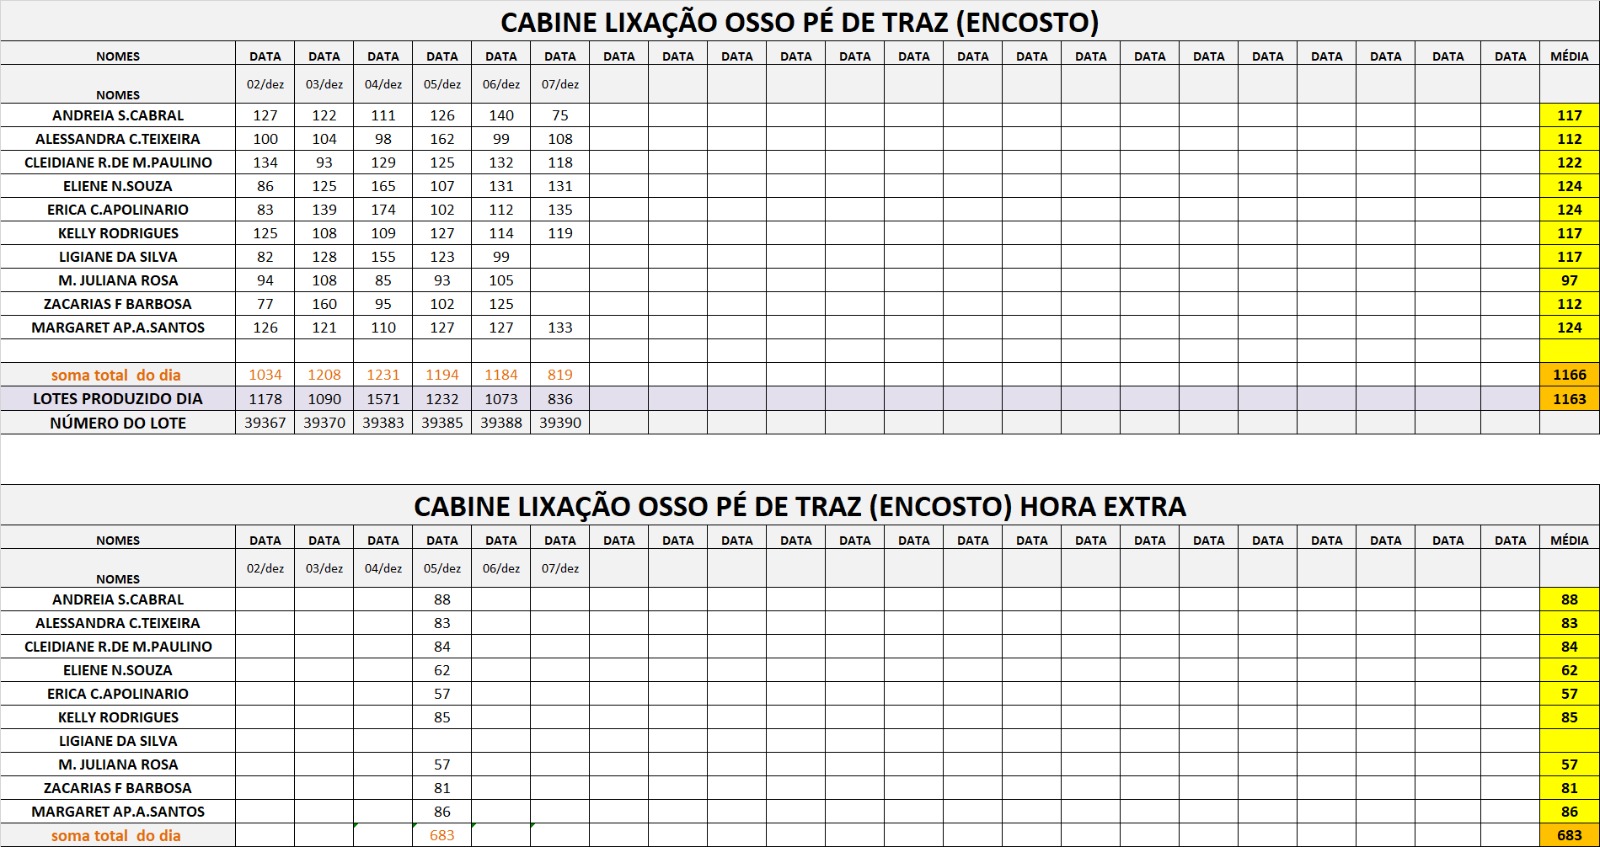 CABINE LIXAÇÃO OSSO PÉ DE TRAZ (ENCOSTO)
NOMES DATA DATA DATA DATA DATA DATA DATA DATA DATA DATA DATA DATA DATA DATA DATA DATA DATA DATA DATA DATA DATA DATA MÉDIA
NOMES 02/dez 03/dez 04/dez 05/dez 06/dez 07/dez
ANDREIA S.CABRAL 127 122 111 126 140 75 117
ALESSANDRA C.TEIXEIRA 100 104 98 162 99 108 112
CLEIDIANE R.DE M.PAULINO 134 93 129 125 132 118 122
ELIENE N.SOUZA 86 125 165 107 131 131 124
ERICA C.APOLINARIO 83 139 174 102 112 135 124
KELLY RODRIGUES 125 108 109 127 114 119 117
LIGIANE DA SILVA 82 128 155 123 99 117
M. JULIANA ROSA 94 108 85 93 105 97
ZACARIAS F BARBOSA 77 160 95 102 125 112
MARGARET AP.A.SANTOS 126 121 110 127 127 133 124
soma total do dia 1034 1208 1231 1194 1184 819 1166
LOTES PRODUZIDO DIA 1178 1090 1571 1232 1073 836 1163
NÚMERO DO LOTE 39367 39370 39383 39385 39388 39390
CABINE LIXAÇÃO OSSO PÉ DE TRAZ (ENCOSTO) HORA EXTRA
NOMES DATA DATA DATA DATA DATA DATA DATA DATA DATA DATA DATA DATA DATA DATA DATA DATA DATA DATA DATA DATA DATA DATA MÉDIA
NOMES 02/dez 03/dez 04/dez 05/dez 06/dez 07/dez
ANDREIA S.CABRAL 88 88
ALESSANDRA C.TEIXEIRA 83 83
CLEIDIANE R.DE M.PAULINO 84 84
ELIENE N.SOUZA 62 62
ERICA C.APOLINARIO 57 57
KELLY RODRIGUES 85 85
LIGIANE DA SILVA
M. JULIANA ROSA 57 57
ZACARIAS F BARBOSA 81 81
MARGARET AP.A.SANTOS 86 86
soma total do dia 683 683